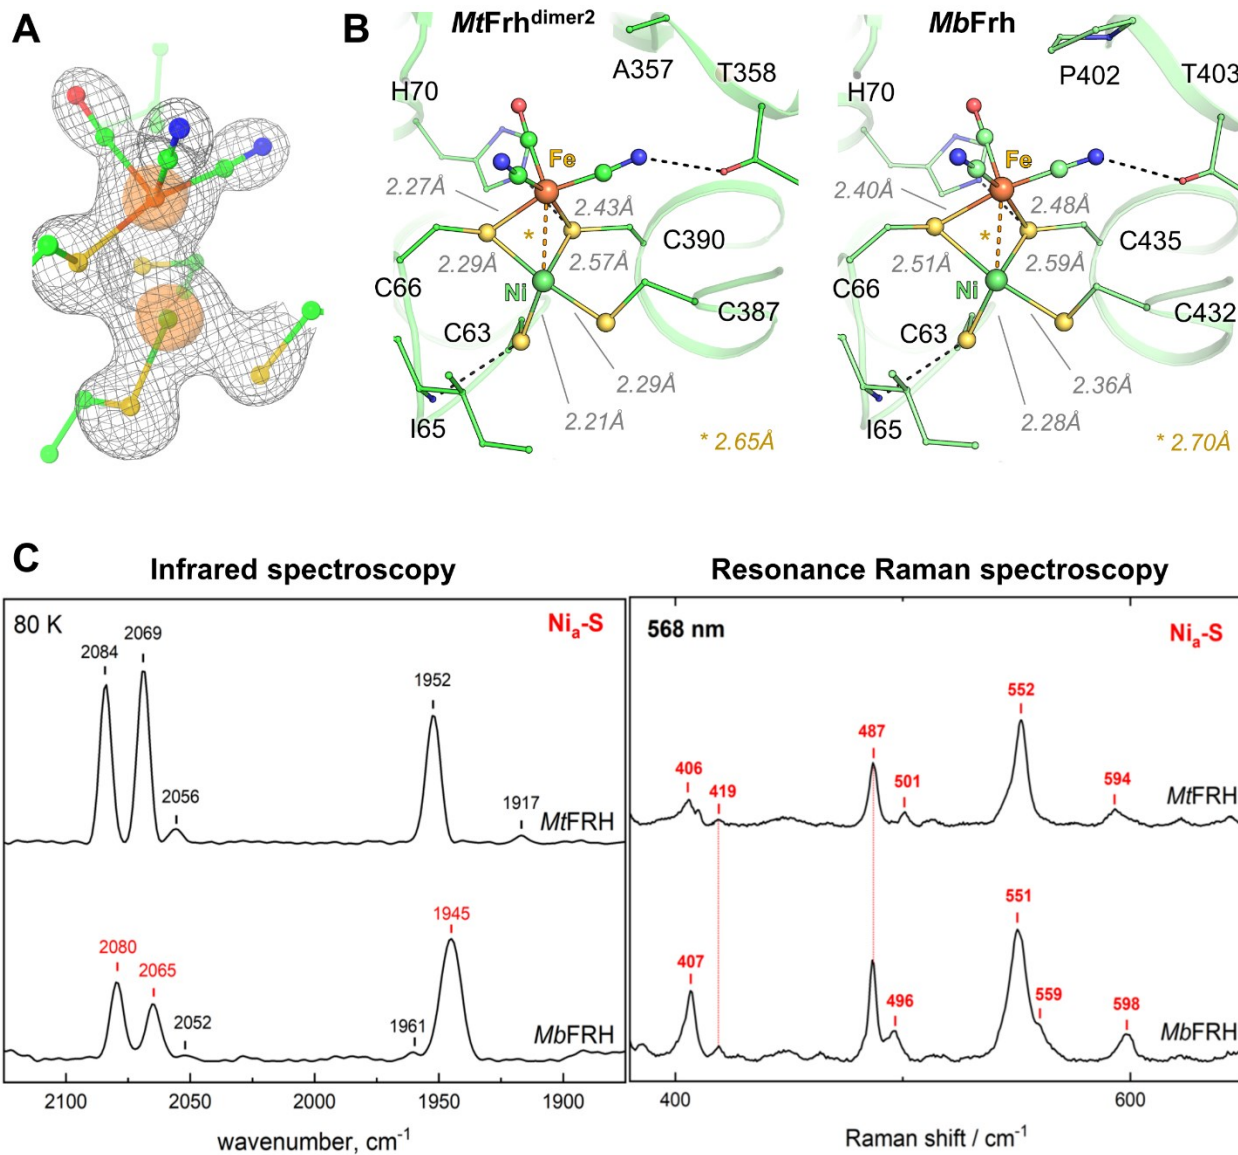 A
B
MtFrh^dimer2
MbFrh
A357
T358
H70
Fe
2.27Å
2.43Å
*
C390
2.29Å
2.57Å
C66
Ni
C387
C63
2.29Å
2.21Å
I65
* 2.65Å
P402
T403
H70
Fe
2.40Å
2.48Å
*
C435
2.51Å
2.59Å
C66
Ni
C432
C63
2.36Å
2.28Å
I65
* 2.70Å
C
Infrared spectroscopy
80 K
Ni_a-S
2084
2069
2056
1952
1917
MtFRH
2080
2065
2052
1961
1945
MbFRH
2100
2050
2000
1950
1900
wavenumber, cm⁻¹
Resonance Raman spectroscopy
568 nm
Ni_a-S
406
419
487
501
552
594
MtFRH
407
496
551
559
598
MbFRH
400
600
Raman shift / cm⁻¹